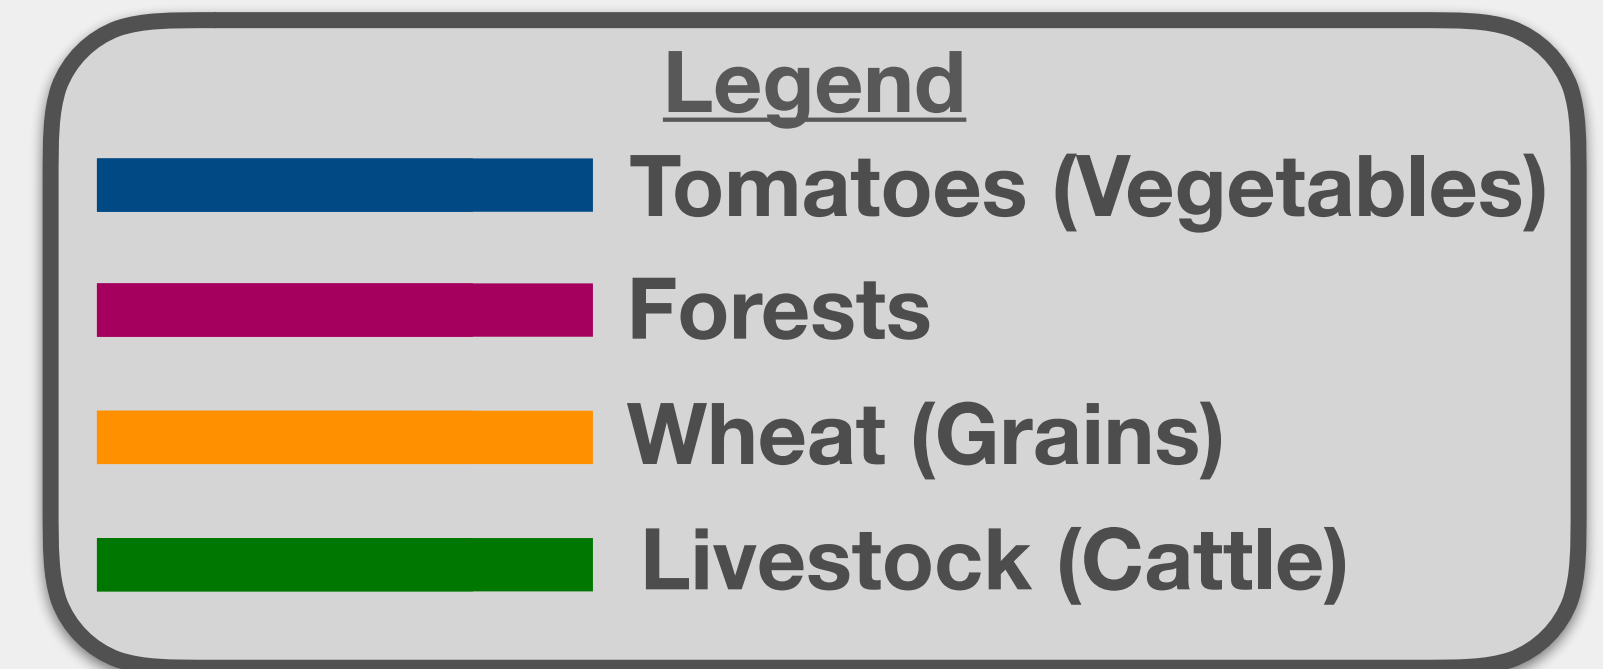 Legend
Tomatoes (Vegetables)
Forests
Wheat (Grains)
Livestock (Cattle)